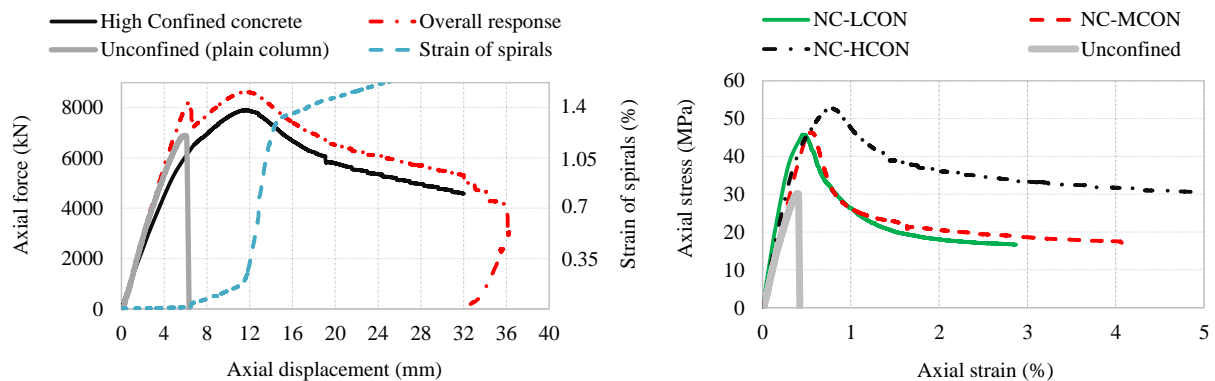 High Confined concrete
Overall response
Unconfined (plain column)
Strain of spirals
Axial force (kN)
8000
6000
4000
2000
0
0 4 8 12 16 20 24 28 32 36 40
Axial displacement (mm)
1.4
1.05
0.7
0.35
Strain of spirals (%)
NC-LCON
NC-MCON
NC-HCON
Unconfined
Axial stress (MPa)
60
50
40
30
20
10
0
0 1 2 3 4 5
Axial strain (%)